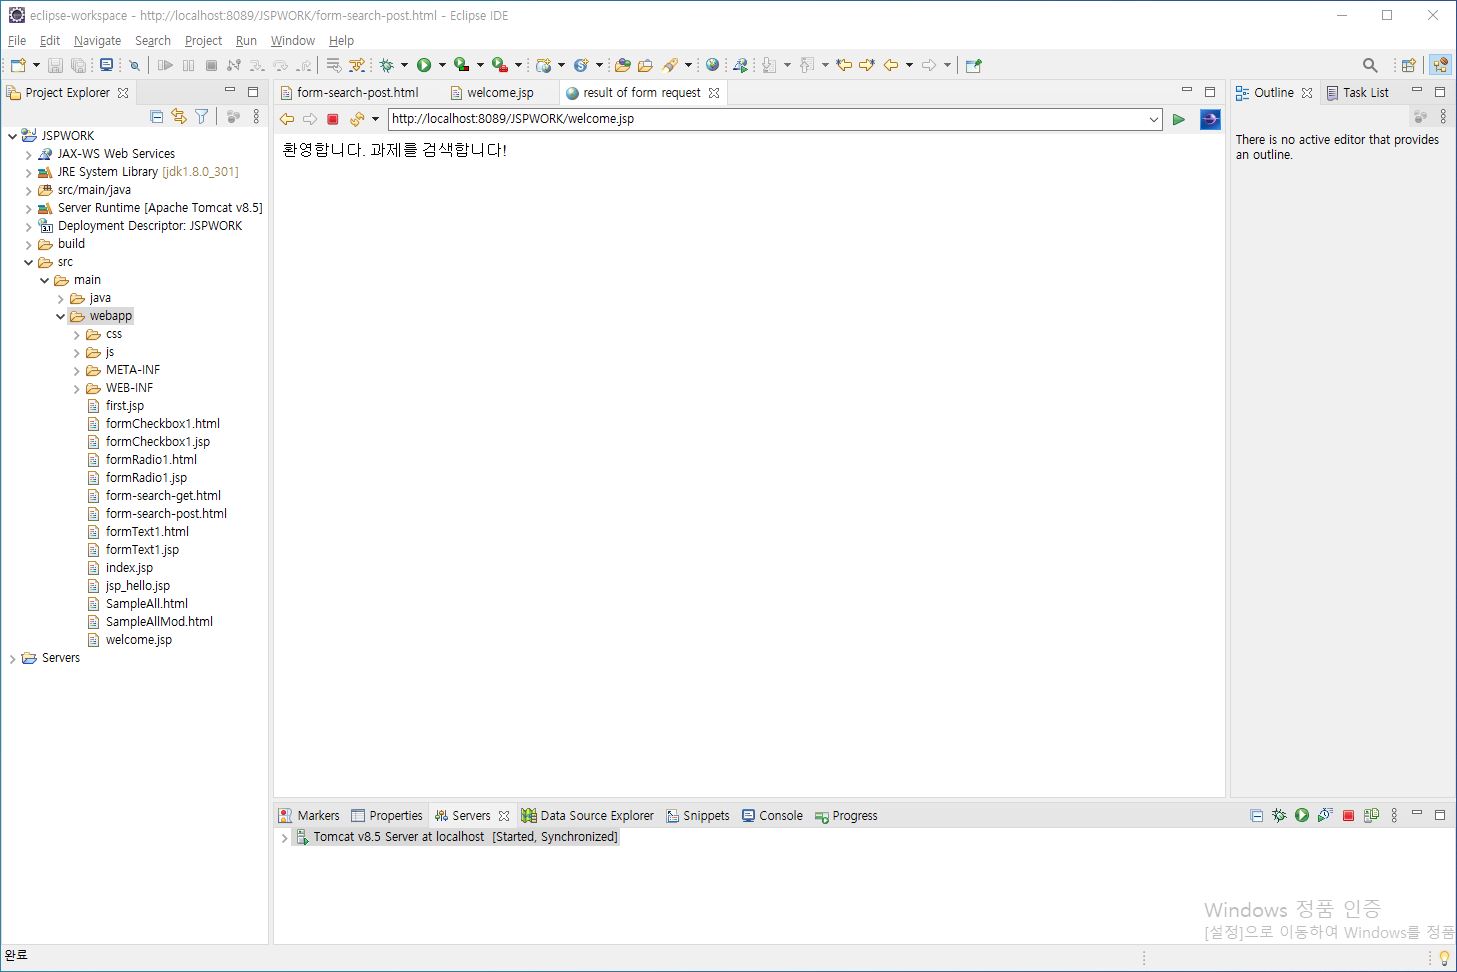 eclipse-workspace - http://localhost:8089/JSPWORK/form-search-post.html - Eclipse IDE
File Edit Navigate Search Project Run Window Help
Project Explorer
form-search-post.html welcome.jsp result of form request
Outline Task List
http://localhost:8089/JSPWORK/welcome.jsp
JSPWORK
JAX-WS Web Services
JRE System Library [jdk1.8.0_301]
src/main/java
Server Runtime [Apache Tomcat v8.5]
3.1 Deployment Descriptor: JSPWORK
build
src
main
java
webapp
css
js
META-INF
WEB-INF
first.jsp
formCheckbox1.html
formCheckbox1.jsp
formRadio1.html
formRadio1.jsp
form-search-get.html
form-search-post.html
formText1.html
formText1.jsp
index.jsp
jsp_hello.jsp
SampleAll.html
SampleAllMod.html
welcome.jsp
Servers
환영합니다. 과제를 검색합니다!
There is no active editor that provides
an outline.
Markers Properties Servers Data Source Explorer Snippets Console Progress
Tomcat v8.5 Server at localhost [Started, Synchronized]
Windows 정품 인증
[설정]으로 이동하여 Windows를 정품
완료